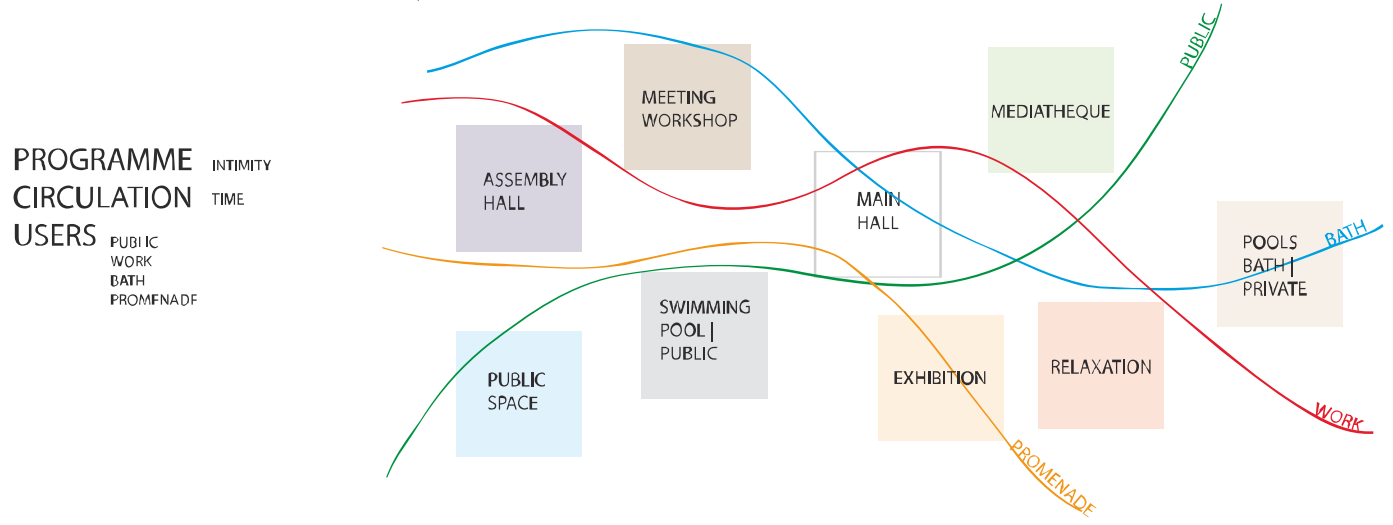 PROGRAMME INTIMITY
CIRCULATION TIME
USERS
PUBLIC
WORK
BATH
PROMENADE
ASSEMBLY
HALL
MEETING
WORKSHOP
PUBLIC
SPACE
SWIMMING
POOL |
PUBLIC
MAIN
HALL
MEDIATHEQUE
EXHIBITION
RELAXATION
POOLS
BATH |
PRIVATE
PUBLIC
BATH
WORK
PROMENADE